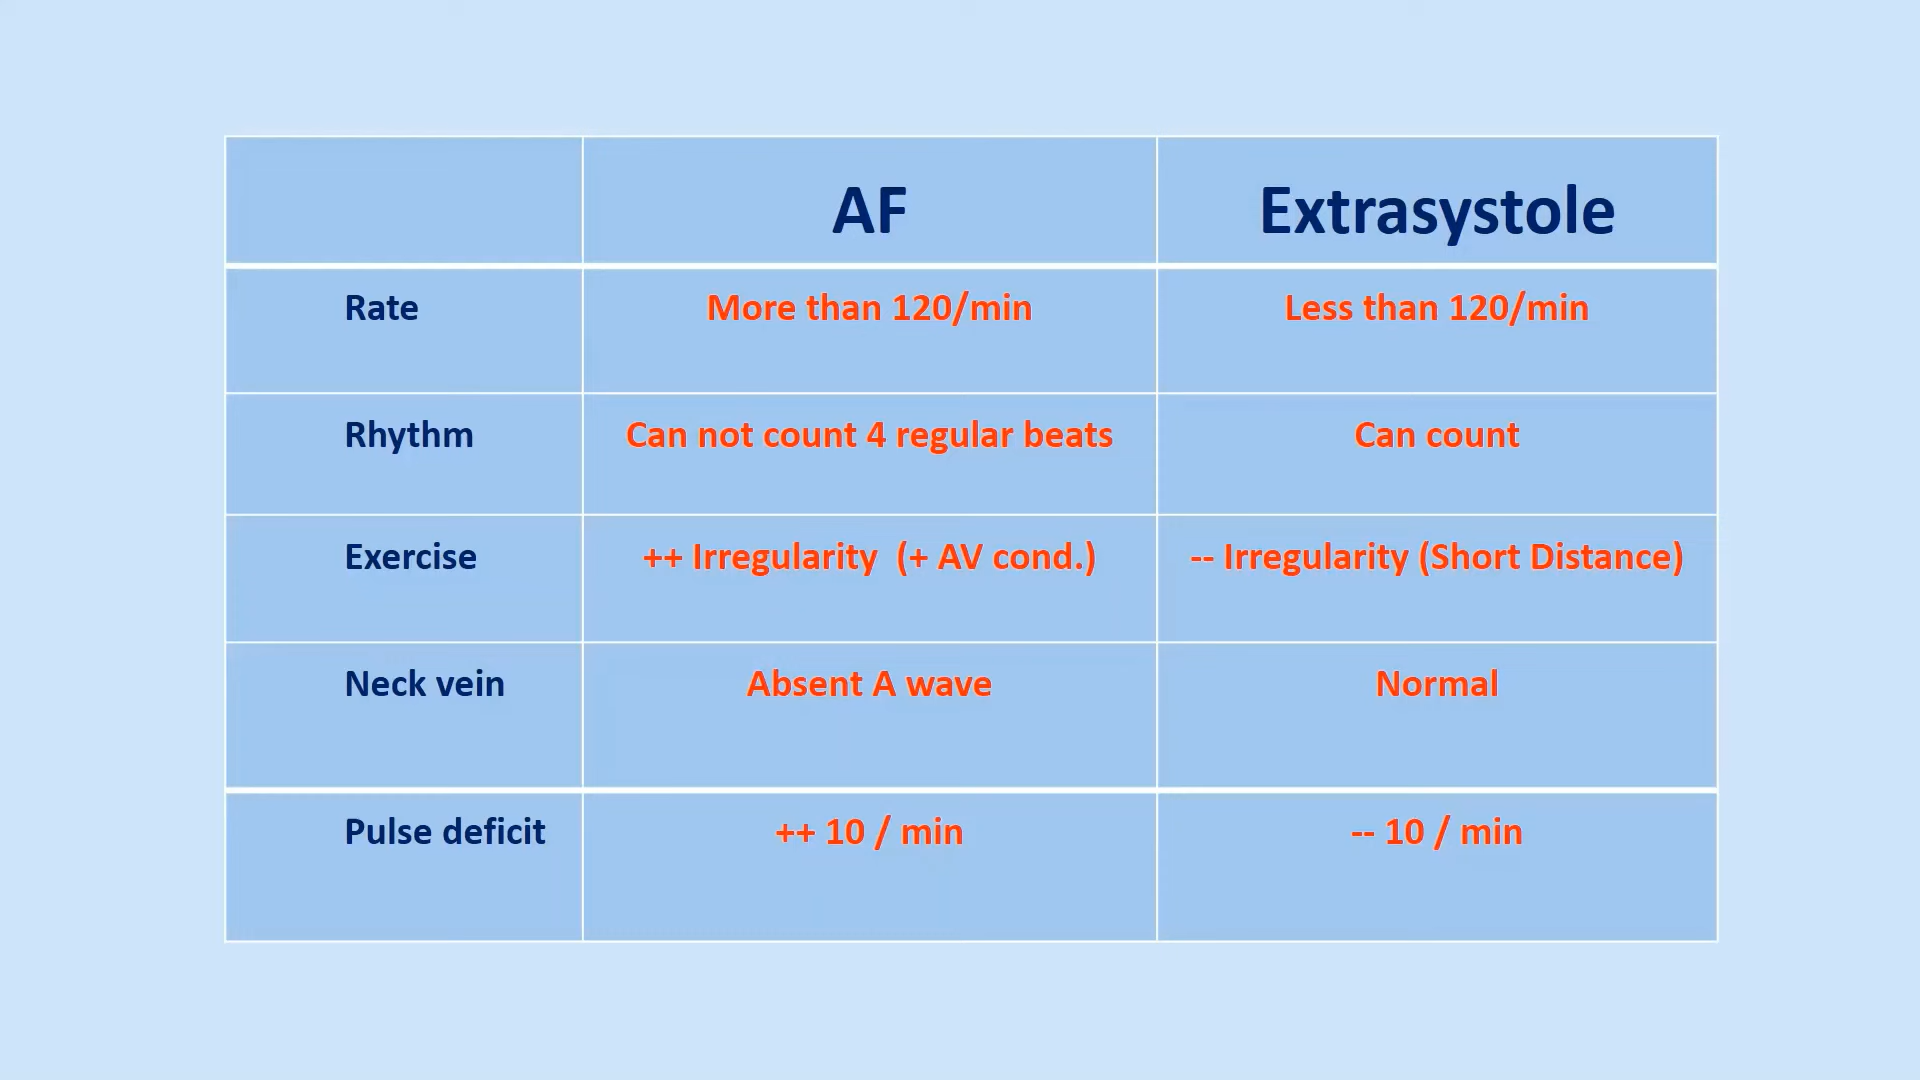 AF Extrasystole
Rate More than 120/min Less than 120/min
Rhythm Can not count 4 regular beats Can count
Exercise ++ Irregularity (+ AV cond.) -- Irregularity (Short Distance)
Neck vein Absent A wave Normal
Pulse deficit ++ 10 / min -- 10 / min